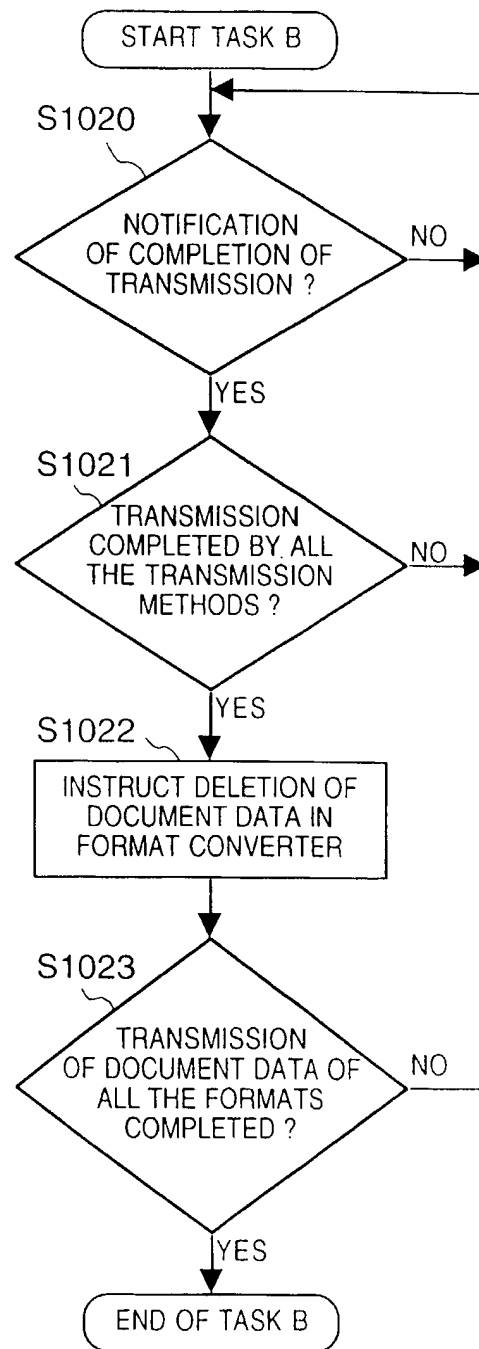 START TASK B
S1020
NOTIFICATION
OF COMPLETION OF
TRANSMISSION ?
NO
YES
S1021
TRANSMISSION
COMPLETED BY ALL
THE TRANSMISSION
METHODS ?
NO
YES
S1022
INSTRUCT DELETION OF
DOCUMENT DATA IN
FORMAT CONVERTER
S1023
TRANSMISSION
OF DOCUMENT DATA OF
ALL THE FORMATS
COMPLETED ?
NO
YES
END OF TASK B